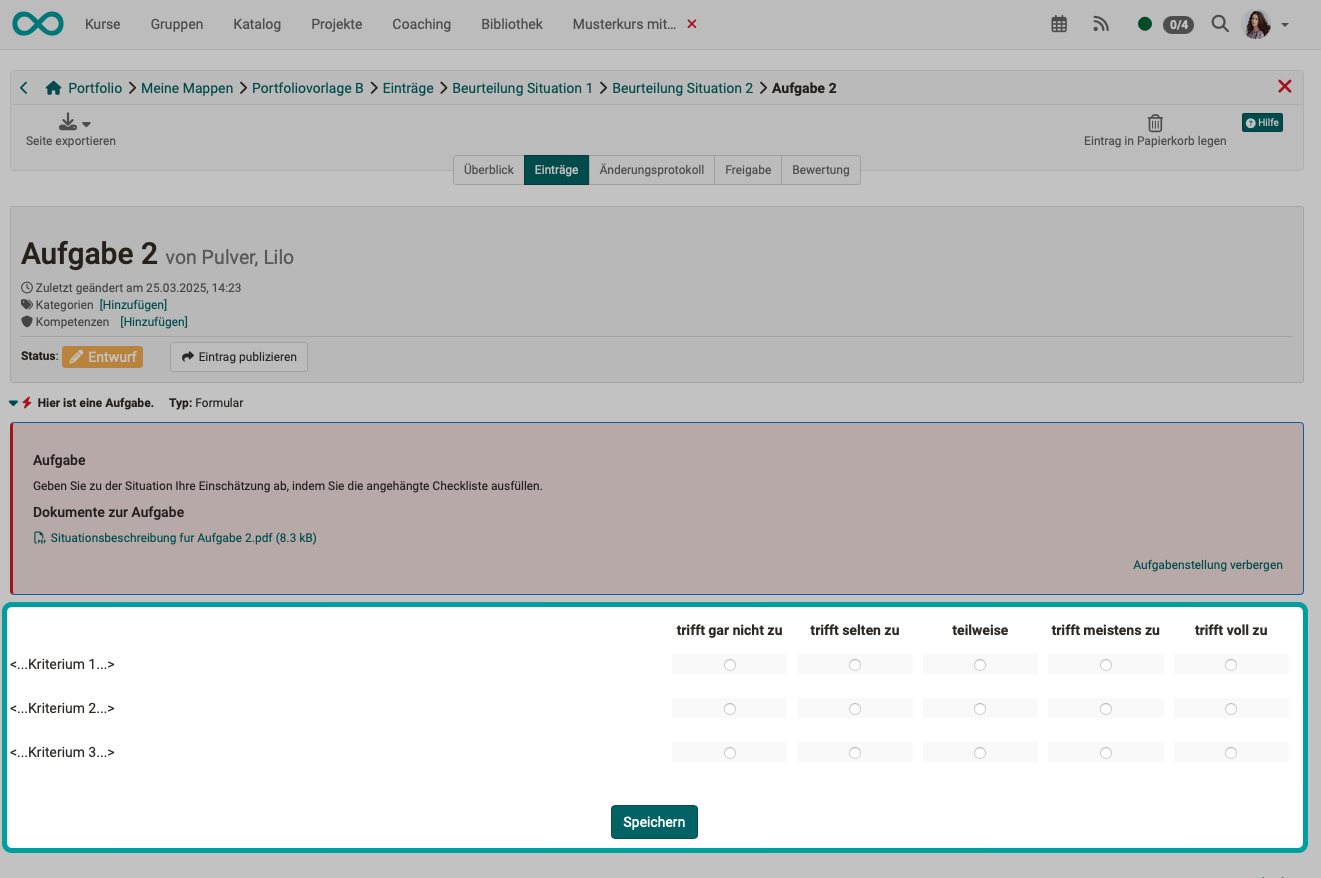 Kurse Gruppen Katalog Projekte Coaching Bibliothek Musterkurs mit... 0/4
Portfolio Meine Mappen Portfoliovorlage B Einträge Beurteilung Situation 1 Beurteilung Situation 2 Aufgabe 2
Seite exportieren Eintrag in Papierkorb legen Hilfe
Überblick Einträge Änderungsprotokoll Freigabe Bewertung
Aufgabe 2 von Pulver, Lilo
Zuletzt geändert am 25.03.2025, 14:23
Kategorien [Hinzufügen]
Kompetenzen [Hinzufügen]
Status: Entwurf Eintrag publizieren
Hier ist eine Aufgabe. Typ: Formular
Aufgabe
Geben Sie zu der Situation Ihre Einschätzung ab, indem Sie die angehängte Checkliste ausfüllen.
Dokumente zur Aufgabe
Situationsbeschreibung fur Aufgabe 2.pdf (8.3 kB)
Aufgabenstellung verbergen
trifft gar nicht zu trifft selten zu teilweise trifft meistens zu trifft voll zu
<...Kriterium 1...>
<...Kriterium 2...>
<...Kriterium 3...>
Speichern